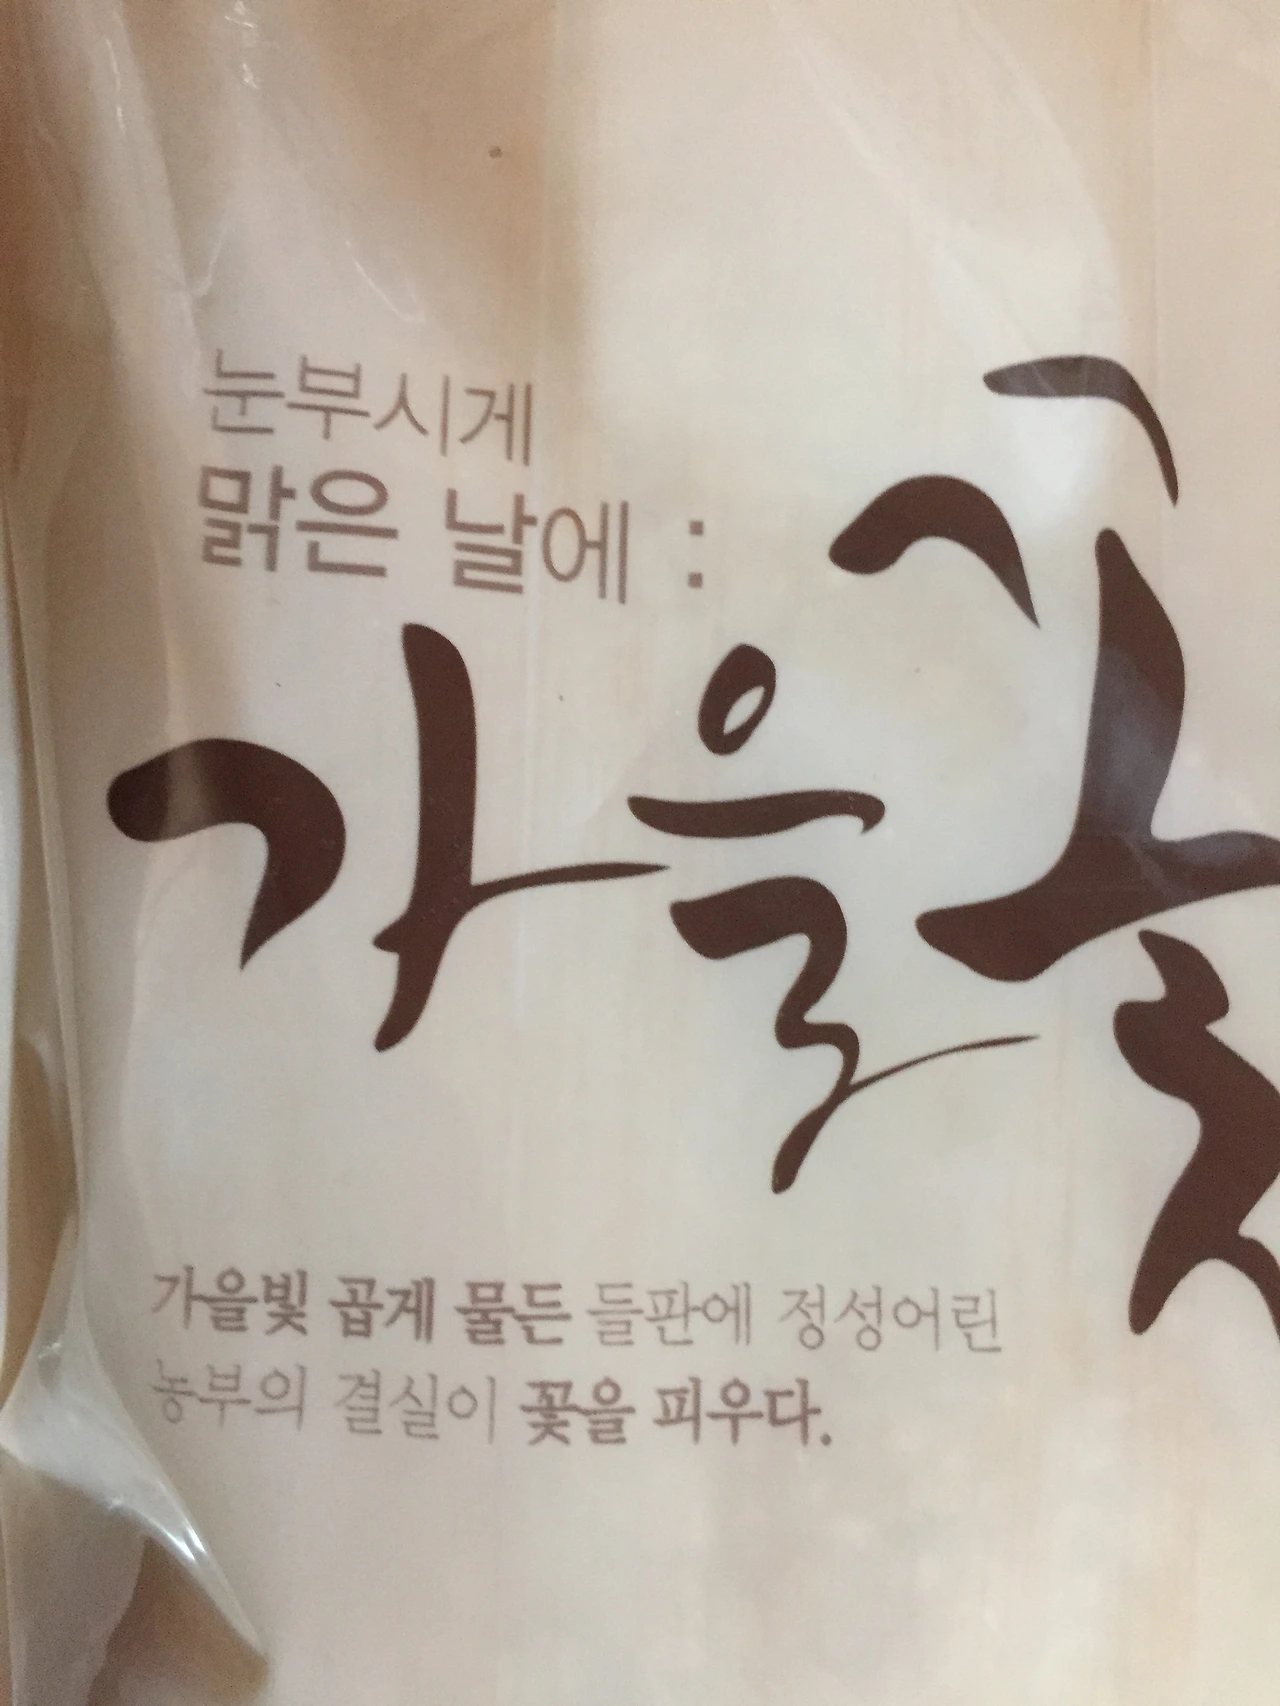 눈부시게
맑은 날에 :
가을꽃
가을빛 곱게 물든 들판에 정성어린
농부의 결실이 꽃을 피우다.